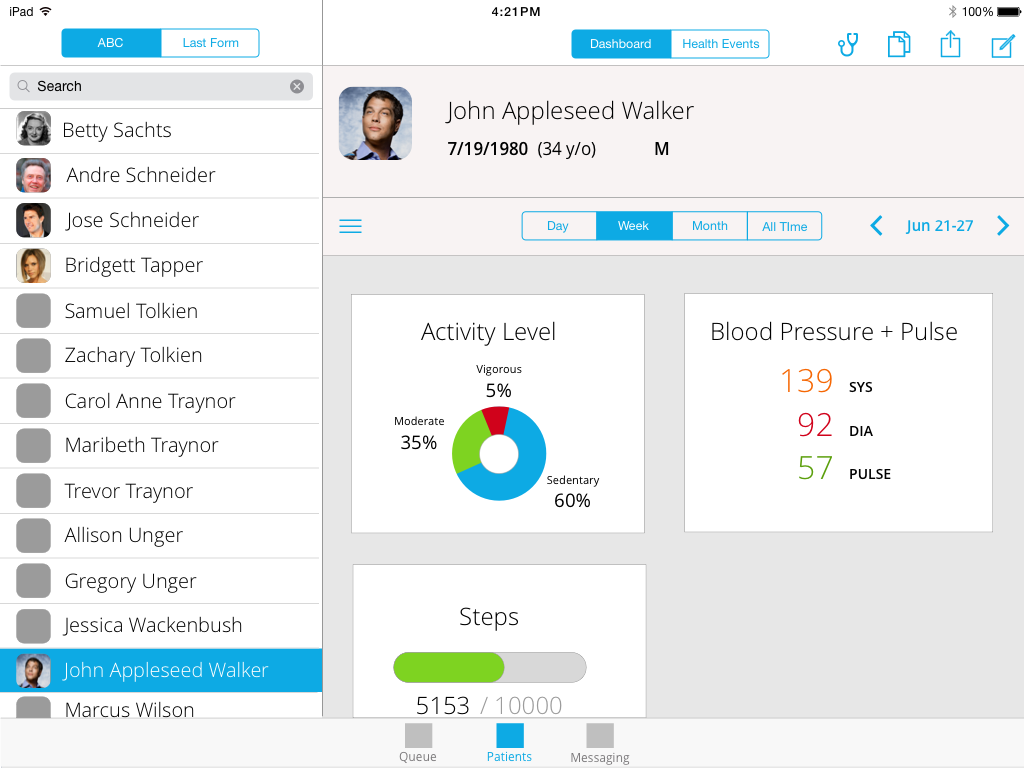 iPad
4:21PM
100%
ABC
Last Form
Dashboard
Health Events
Search
Betty Sachts
Andre Schneider
Jose Schneider
Bridgett Tapper
Samuel Tolkien
Zachary Tolkien
Carol Anne Traynor
Maribeth Traynor
Trevor Traynor
Allison Unger
Gregory Unger
Jessica Wackenbush
John Appleseed Walker
Marcus Wilson
John Appleseed Walker
7/19/1980 (34 y/o) M
Day
Week
Month
All TIme
Jun 21-27
Activity Level
Vigorous
5%
Moderate
35%
Sedentary
60%
Blood Pressure + Pulse
139 SYS
92 DIA
57 PULSE
Steps
5153 / 10000
Queue
Patients
Messaging